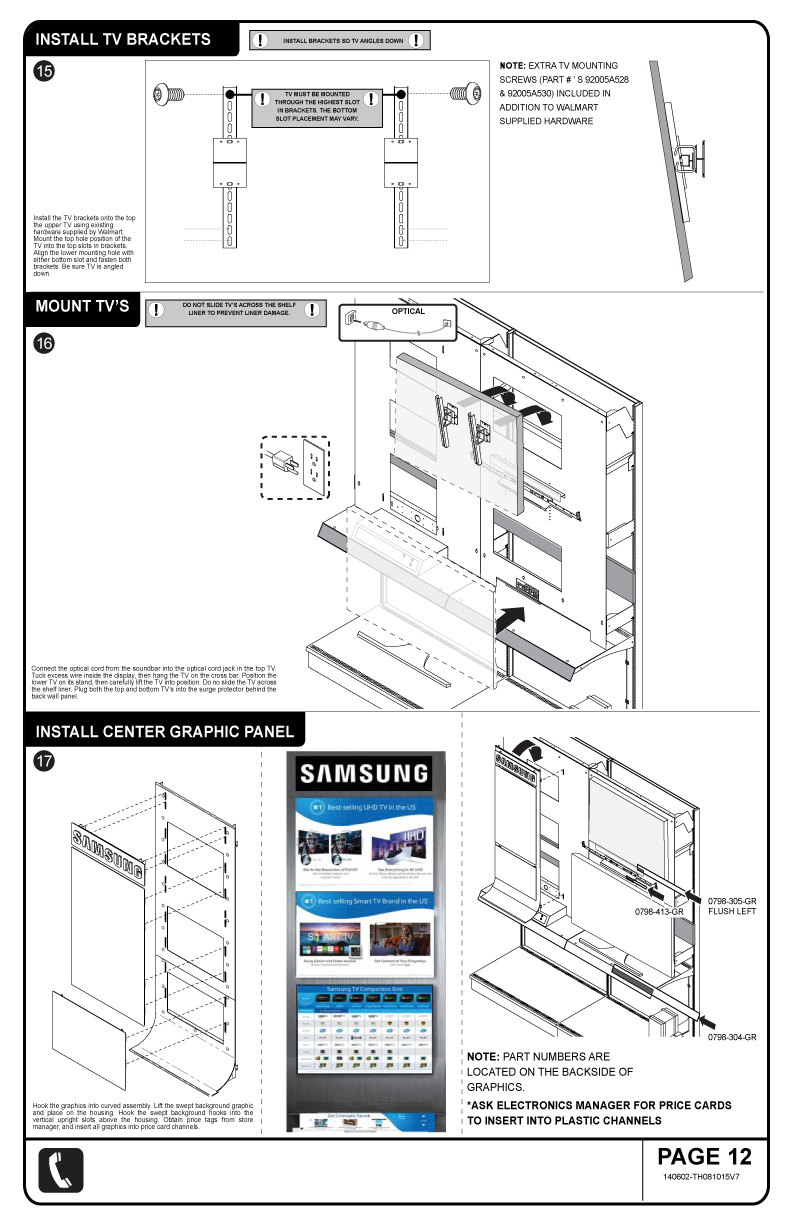 INSTALL TV BRACKETS
! INSTALL BRACKETS SO TV ANGLES DOWN !
15
! TV MUST BE MOUNTED !
THROUGH THE HIGHEST SLOT
IN BRACKETS. THE BOTTOM
SLOT PLACEMENT MAY VARY.
NOTE: EXTRA TV MOUNTING
SCREWS (PART # ' S 92005A528
& 92005A530) INCLUDED IN
ADDITION TO WALMART
SUPPLIED HARDWARE
Install the TV brackets onto the top
the upper TV using existing
hardware supplied by Walmart.
Mount the top hole position of the
TV into the top slots in brackets.
Align the lower mounting hole with
either bottom slot and fasten both
brackets. Be sure TV is angled
down.
MOUNT TV'S
! DO NOT SLIDE TV'S ACROSS THE SHELF !
LINER TO PREVENT LINER DAMAGE.
OPTICAL
16
Connect the optical cord from the soundbar into the optical cord jack in the top TV.
Tuck excess wire inside the display, then hang the TV on the cross bar. Position the
lower TV on its stand, then carefully lift the TV into position. Do no slide the TV across
the shelf liner. Plug both the top and bottom TV's into the surge protector behind the
back wall panel.
INSTALL CENTER GRAPHIC PANEL
17
SAMSUNG
SAMSUNG
#1 Best-selling UHD TV in the US
UHD
#1 Best-selling Smart TV Brand in the US
SMART TV
Samsung TV Comparison Grid
Get Cinematic Sound
SAMSUNG
0798-305-GR
FLUSH LEFT
0798-413-GR
0798-304-GR
Hook the graphics into curved assembly. Lift the swept background graphic
and place on the housing. Hook the swept background hooks into the
vertical upright slots above the housing. Obtain price tags from store
manager, and insert all graphics into price card channels.
NOTE: PART NUMBERS ARE
LOCATED ON THE BACKSIDE OF
GRAPHICS.
*ASK ELECTRONICS MANAGER FOR PRICE CARDS
TO INSERT INTO PLASTIC CHANNELS
PAGE 12
140602-TH081015V7